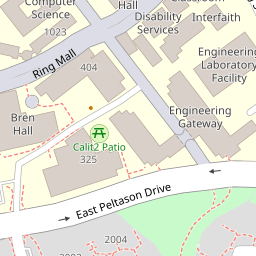 Computer
Science
Hall
Disability
Services
Classroom
Interfaith
1023
Ring Mall
404
Engineering
Laboratory
Facility
Bren
Hall
Engineering
Gateway
Calit2 Patio
325
East Peltason Drive
2004